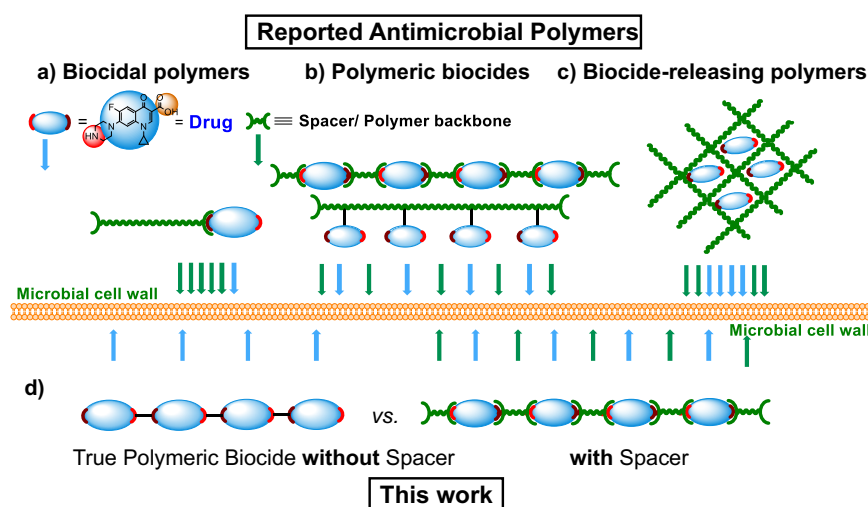 Reported Antimicrobial Polymers
a) Biocidal polymers
b) Polymeric biocides
c) Biocide-releasing polymers
= F O O OH N N HN = Drug
≡ Spacer/ Polymer backbone
Microbial cell wall
Microbial cell wall
d)
vs.
True Polymeric Biocide without Spacer
with Spacer
This work